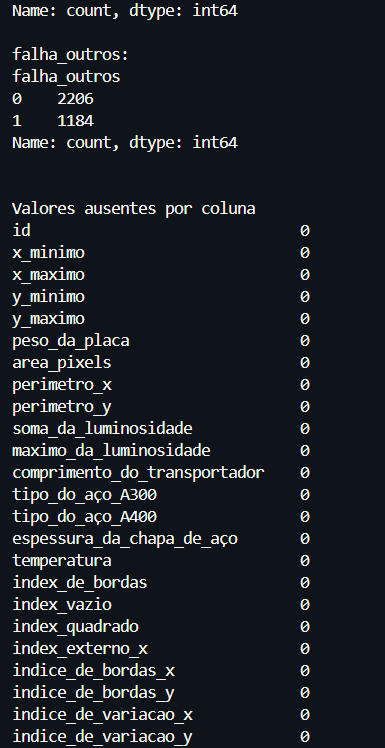 Name: count, dtype: int64
falha_outros:
falha_outros
0    2206
1    1184
Name: count, dtype: int64
Valores ausentes por coluna
id                            0
x_minimo                      0
x_maximo                      0
y_minimo                      0
y_maximo                      0
peso_da_placa                 0
area_pixels                   0
perimetro_x                   0
perimetro_y                   0
soma_da_luminosidade          0
maximo_da_luminosidade        0
comprimento_do_transportador  0
tipo_do_aço_A300              0
tipo_do_aço_A400              0
espessura_da_chapa_de_aço     0
temperatura                   0
index_de_bordas               0
index_vazio                   0
index_quadrado                0
index_externo_x               0
indice_de_bordas_x            0
indice_de_bordas_y            0
indice_de_variacao_x          0
indice_de_variacao_y          0